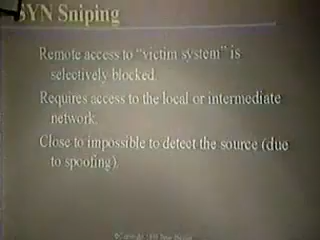 SYN Sniping
Remote access to “victim system” is
selectively blocked.
Requires access to the local or intermediate
network.
Close to impossible to detect the source (due
to spoofing).